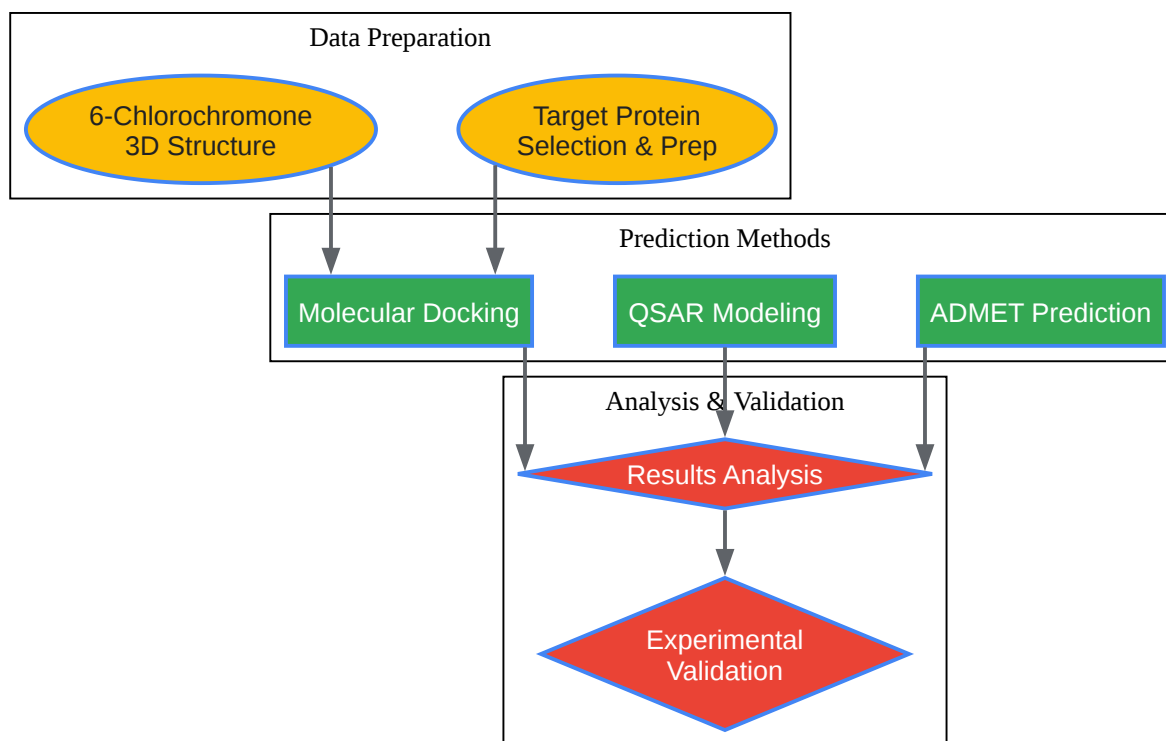 Data Preparation
6-Chlorochromone
3D Structure
Target Protein
Selection & Prep
Prediction Methods
Molecular Docking
QSAR Modeling
ADMET Prediction
Analysis & Validation
Results Analysis
Experimental
Validation